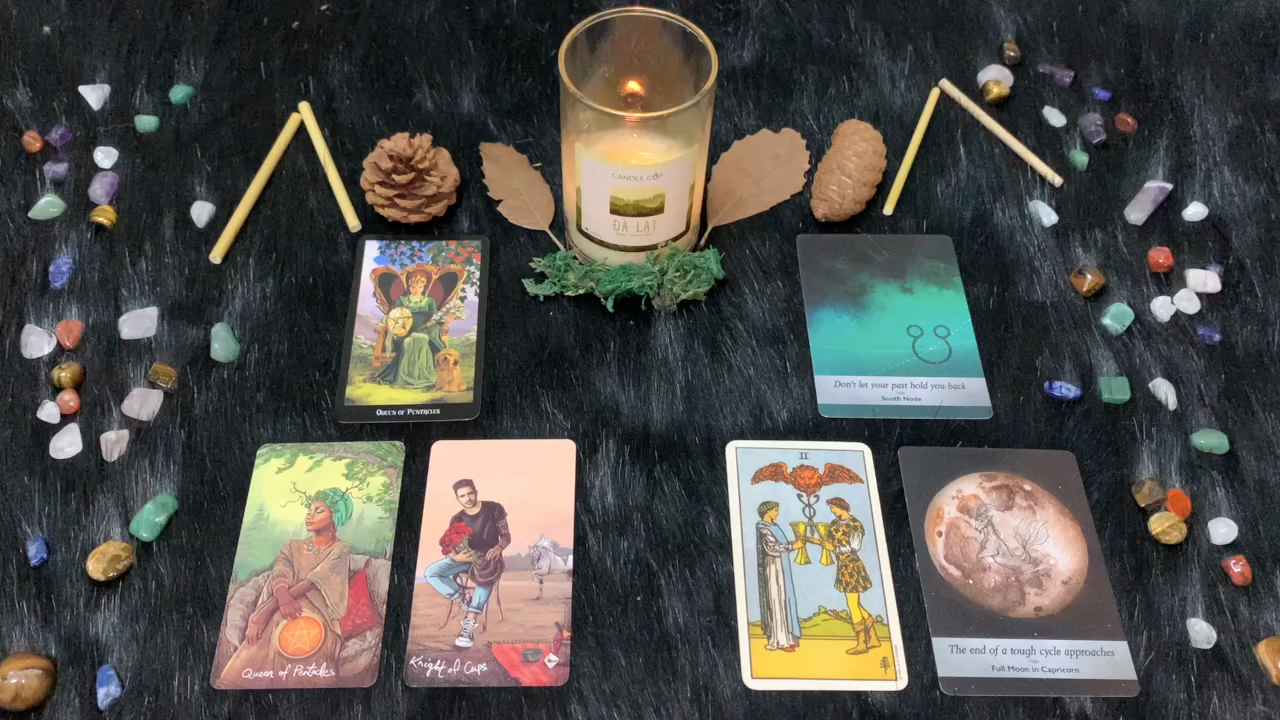 CANDLE CUP
ĐÀ LẠT
QUEEN OF PENTACLES
Don't let your past hold you back
South Node
Queen of Pentacles
Knight of Cups
II
The end of a tough cycle approaches
Full Moon in Capricorn